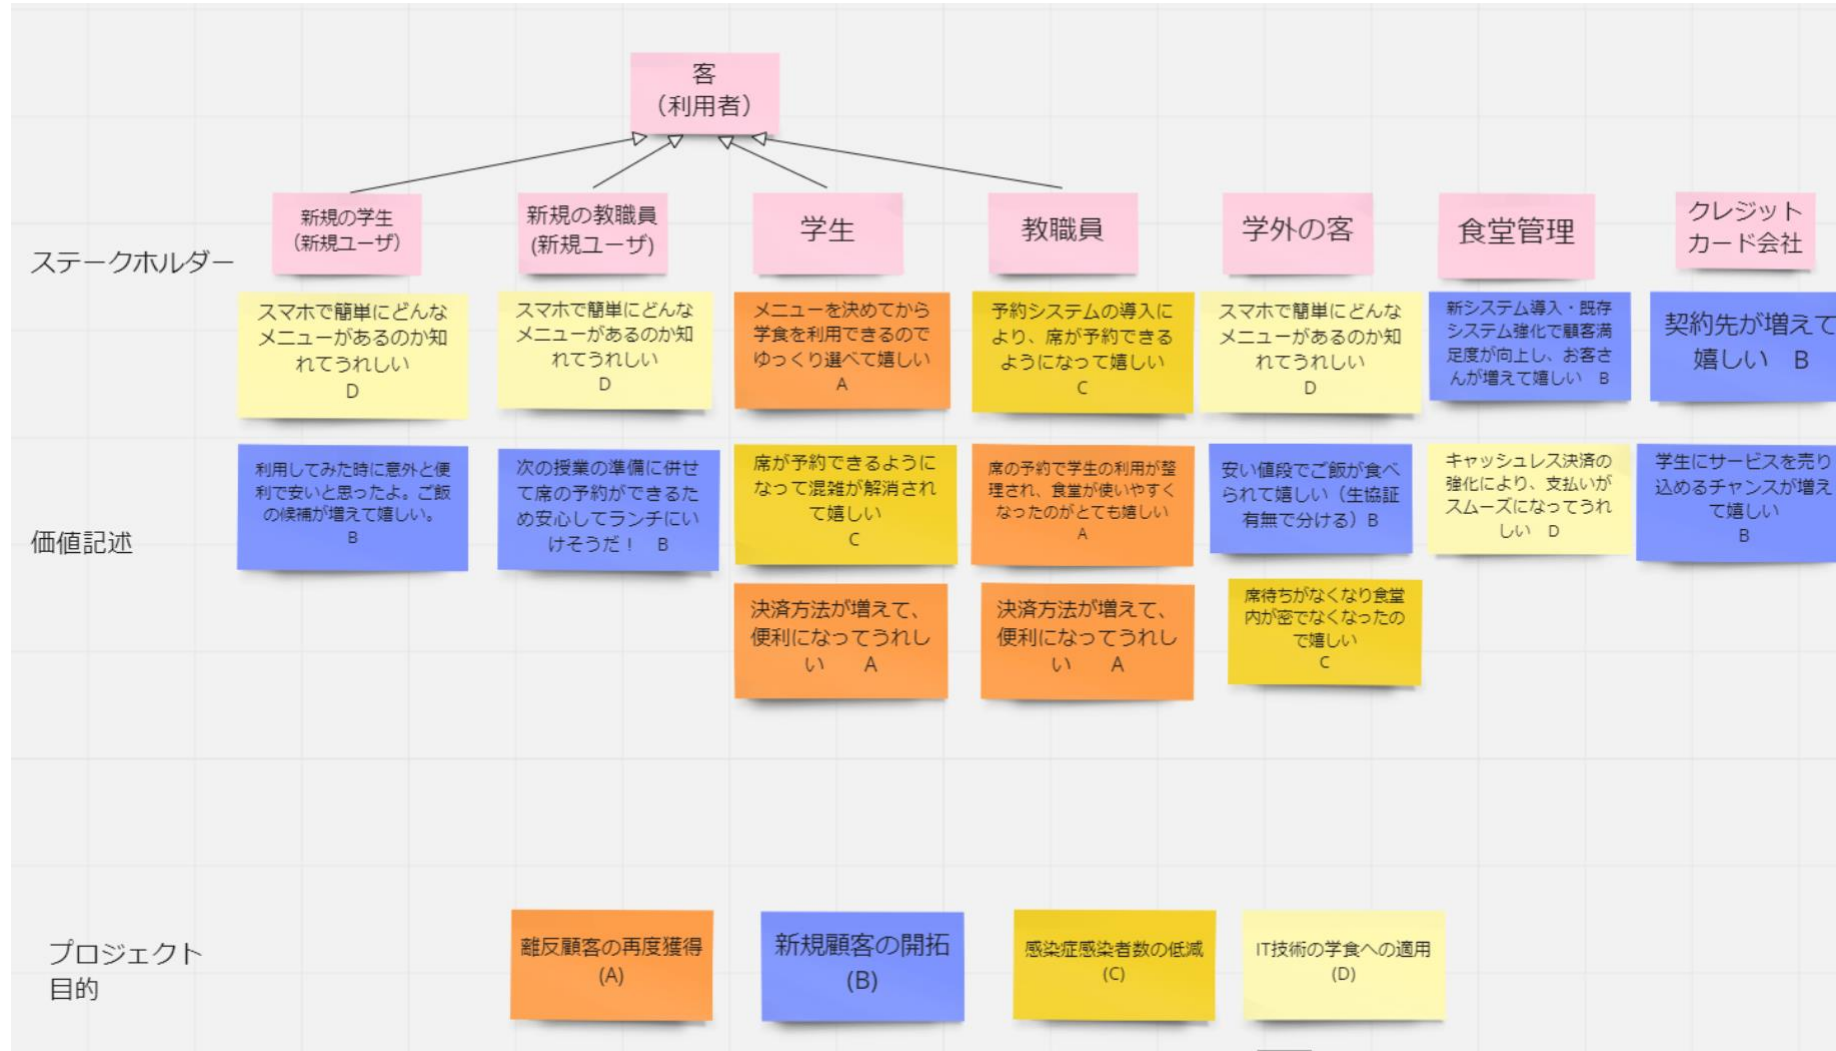 客
（利用者）
新規の学生
（新規ユーザ）
新規の教職員
(新規ユーザ)
学生
教職員
学外の客
食堂管理
クレジット
カード会社
ステークホルダー
スマホで簡単にどんな
メニューがあるのか知
れてうれしい
D
スマホで簡単にどんな
メニューがあるのか知
れてうれしい
D
メニューを決めてから
学食を利用できるので
ゆっくり選べて嬉しい
A
予約システムの導入に
より、席が予約できる
ようになって嬉しい
C
スマホで簡単にどんな
メニューがあるのか知
れてうれしい
D
新システム導入・既存
システム強化で顧客満
足度が向上し、お客さ
んが増えて嬉しい B
契約先が増えて
嬉しい B
価値記述
利用してみた時に意外と便
利で安いと思ったよ。ご飯
の候補が増えて嬉しい。
B
次の授業の準備に併せ
て席の予約ができるた
め安心してランチにい
けそうだ！ B
席が予約できるように
なって混雑が解消され
て嬉しい
C
席の予約で学生の利用が整
理され、食堂が使いやすく
なったのがとても嬉しい
A
安い値段でご飯が食べ
られて嬉しい（生協証
有無で分ける）B
キャッシュレス決済の
強化により、支払いが
スムーズになってうれ
しい D
学生にサービスを売り
込めるチャンスが増え
て嬉しい
B
決済方法が増えて、
便利になってうれし
い A
決済方法が増えて、
便利になってうれし
い A
席待ちがなくなり食堂
内が密でなくなったの
で嬉しい
C
プロジェクト
目的
離反顧客の再度獲得
(A)
新規顧客の開拓
(B)
感染症感染者数の低減
(C)
IT技術の学食への適用
(D)